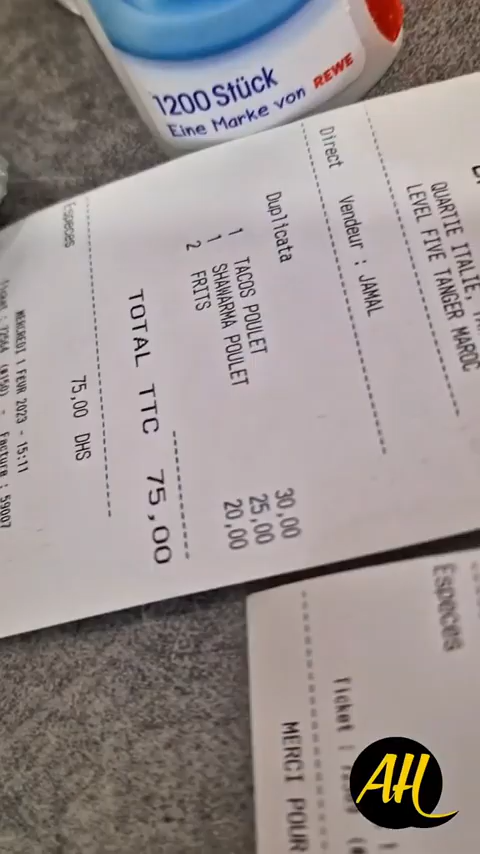 1200 Stück
Eine Marke von REWE
QUARTIE ITALIE,
LEVEL FIVE TANGER MAROC
Direct Vendeur : JAMAL
Duplicata
1 TACOS POULET 30,00
1 SHAWARMA POULET 25,00
2 FRITS 20,00
TOTAL TTC 75,00
Especes 75,00 DHS
MERCREDI 1 FEVR 2023 - 15:11
Facture : 59007
Especes
Ticket :
MERCI POUR
AH